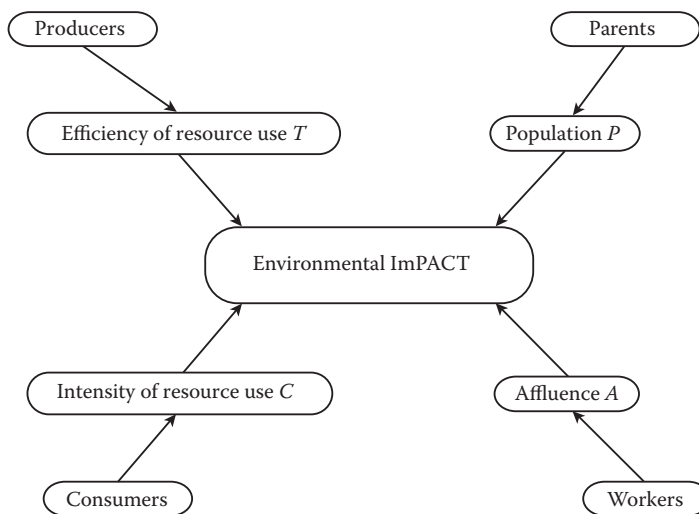 Producers
Parents
Efficiency of resource use T
Population P
Environmental ImPACT
Intensity of resource use C
Affluence A
Consumers
Workers